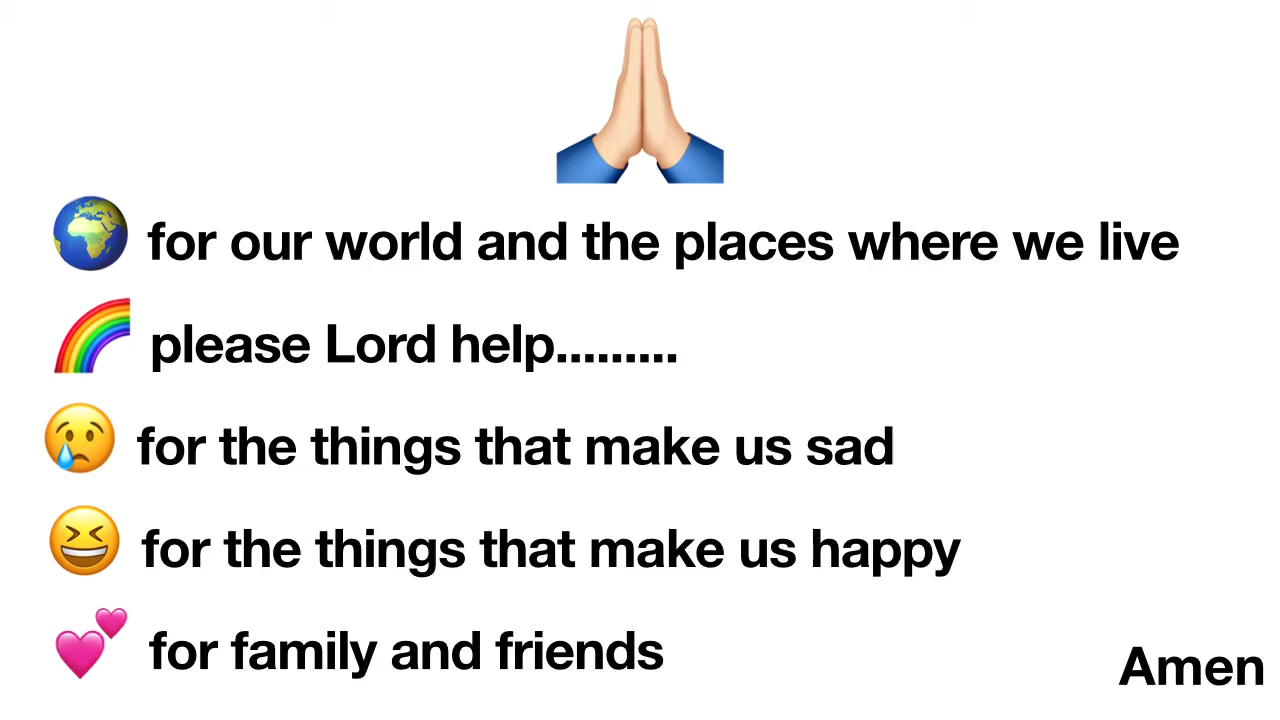 for our world and the places where we live
please Lord help.........
for the things that make us sad
for the things that make us happy
for family and friends
Amen